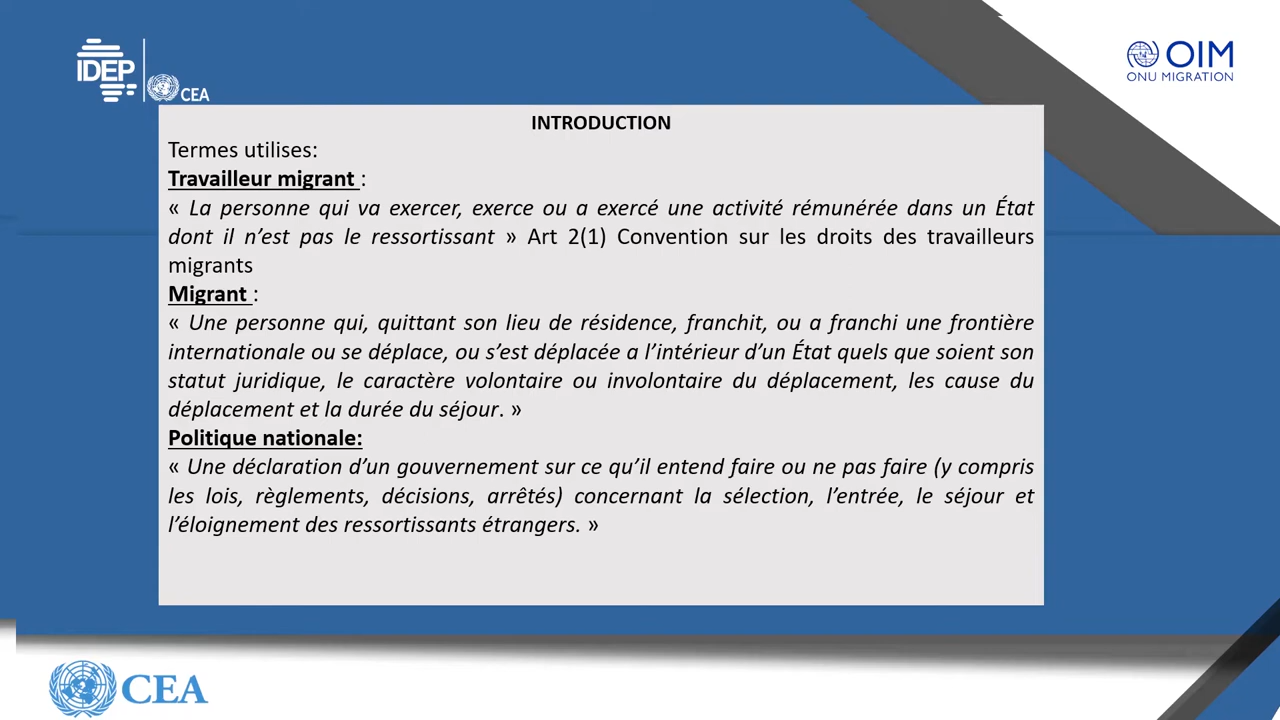 IDEP
CEA
OIM
ONU MIGRATION
INTRODUCTION
Termes utilises:
Travailleur migrant :
« La personne qui va exercer, exerce ou a exercé une activité rémunérée dans un État
dont il n’est pas le ressortissant » Art 2(1) Convention sur les droits des travailleurs
migrants
Migrant :
« Une personne qui, quittant son lieu de résidence, franchit, ou a franchi une frontière
internationale ou se déplace, ou s’est déplacée a l’intérieur d’un État quels que soient son
statut juridique, le caractère volontaire ou involontaire du déplacement, les cause du
déplacement et la durée du séjour. »
Politique nationale:
« Une déclaration d’un gouvernement sur ce qu’il entend faire ou ne pas faire (y compris
les lois, règlements, décisions, arrêtés) concernant la sélection, l’entrée, le séjour et
l’éloignement des ressortissants étrangers. »
CEA